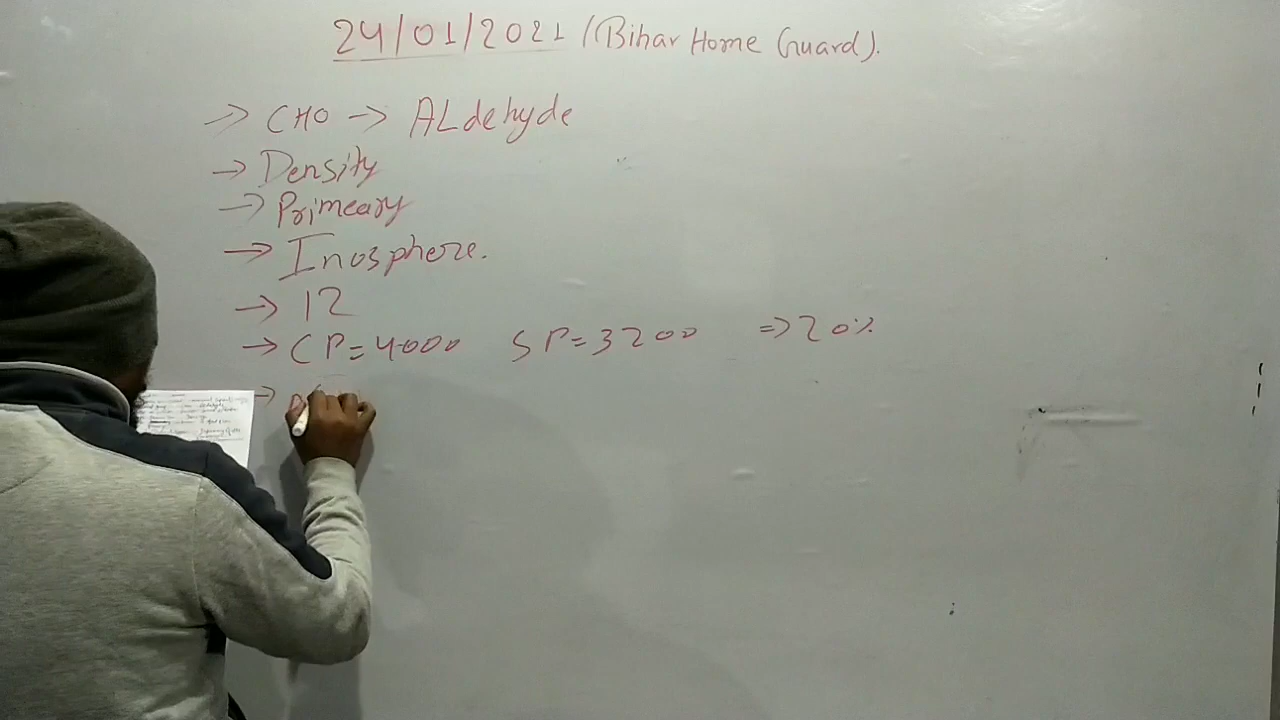 24/01/2021 (Bihar Home Guard).
→ CHO → ALdehyde
→ Density
→ Primeary
→ Inosphere.
→ 12
→ CP=4000 SP=3200 ⇒ 20%
→